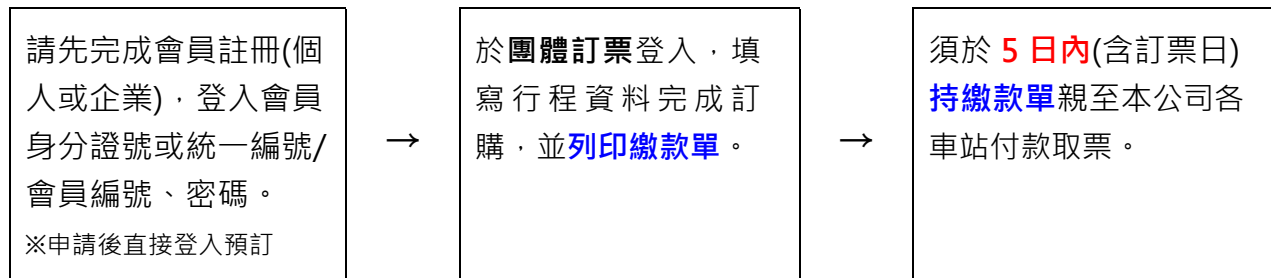 請先完成會員註冊(個
人或企業)，登入會員
身分證號或統一編號/
會員編號、密碼。
※申請後直接登入預訂
→
於團體訂票登入，填
寫行程資料完成訂
購，並列印繳款單。
→
須於 5 日內(含訂票日)
持繳款單親至本公司各
車站付款取票。